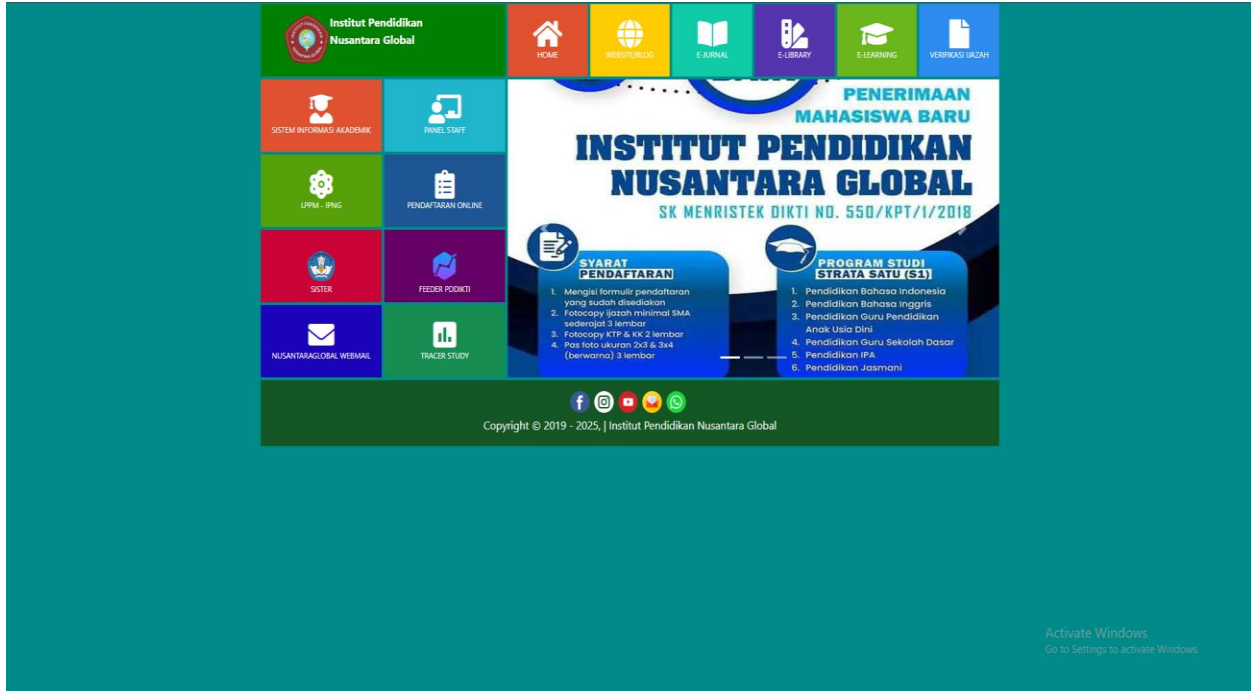 Institut Pendidikan
Nusantara Global
HOME
WEBSITE/BLOG
E-JURNAL
E-LIBRARY
E-LEARNING
VERIFIKASI IJAZAH
SISTEM INFORMASI AKADEMIK
PANEL STAFF
LPPM - IPNG
PENDAFTARAN ONLINE
SISTER
FEEDER PDDIKTI
NUSANTARAGLOBAL WEBMAIL
TRACER STUDY
PENERIMAAN
MAHASISWA BARU
INSTITUT PENDIDIKAN
NUSANTARA GLOBAL
SK MENRISTEK DIKTI NO. 550/KPT/I/2018
SYARAT
PENDAFTARAN
1. Mengisi formulir pendaftaran
yang sudah disediakan
2. Fotocopy ijazah minimal SMA
sederajat 3 lembar
3. Fotocopy KTP & KK 2 lembar
4. Pas foto ukuran 2x3 & 3x4
(berwarna) 3 lembar
PROGRAM STUDI
STRATA SATU (S1)
1. Pendidikan Bahasa Indonesia
2. Pendidikan Bahasa Inggris
3. Pendidikan Guru Pendidikan
Anak Usia Dini
4. Pendidikan Guru Sekolah Dasar
5. Pendidikan IPA
6. Pendidikan Jasmani
Copyright © 2019 - 2025, | Institut Pendidikan Nusantara Global
Activate Windows
Go to Settings to activate Windows.